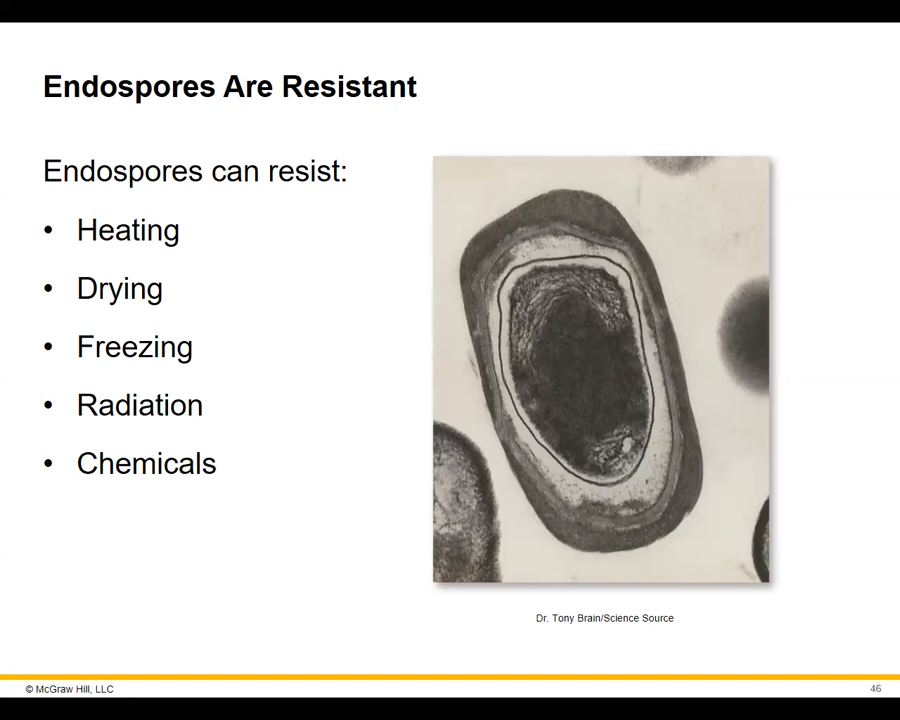 Endospores Are Resistant
Endospores can resist:
• Heating
• Drying
• Freezing
• Radiation
• Chemicals
Dr. Tony Brain/Science Source
© McGraw Hill, LLC
46